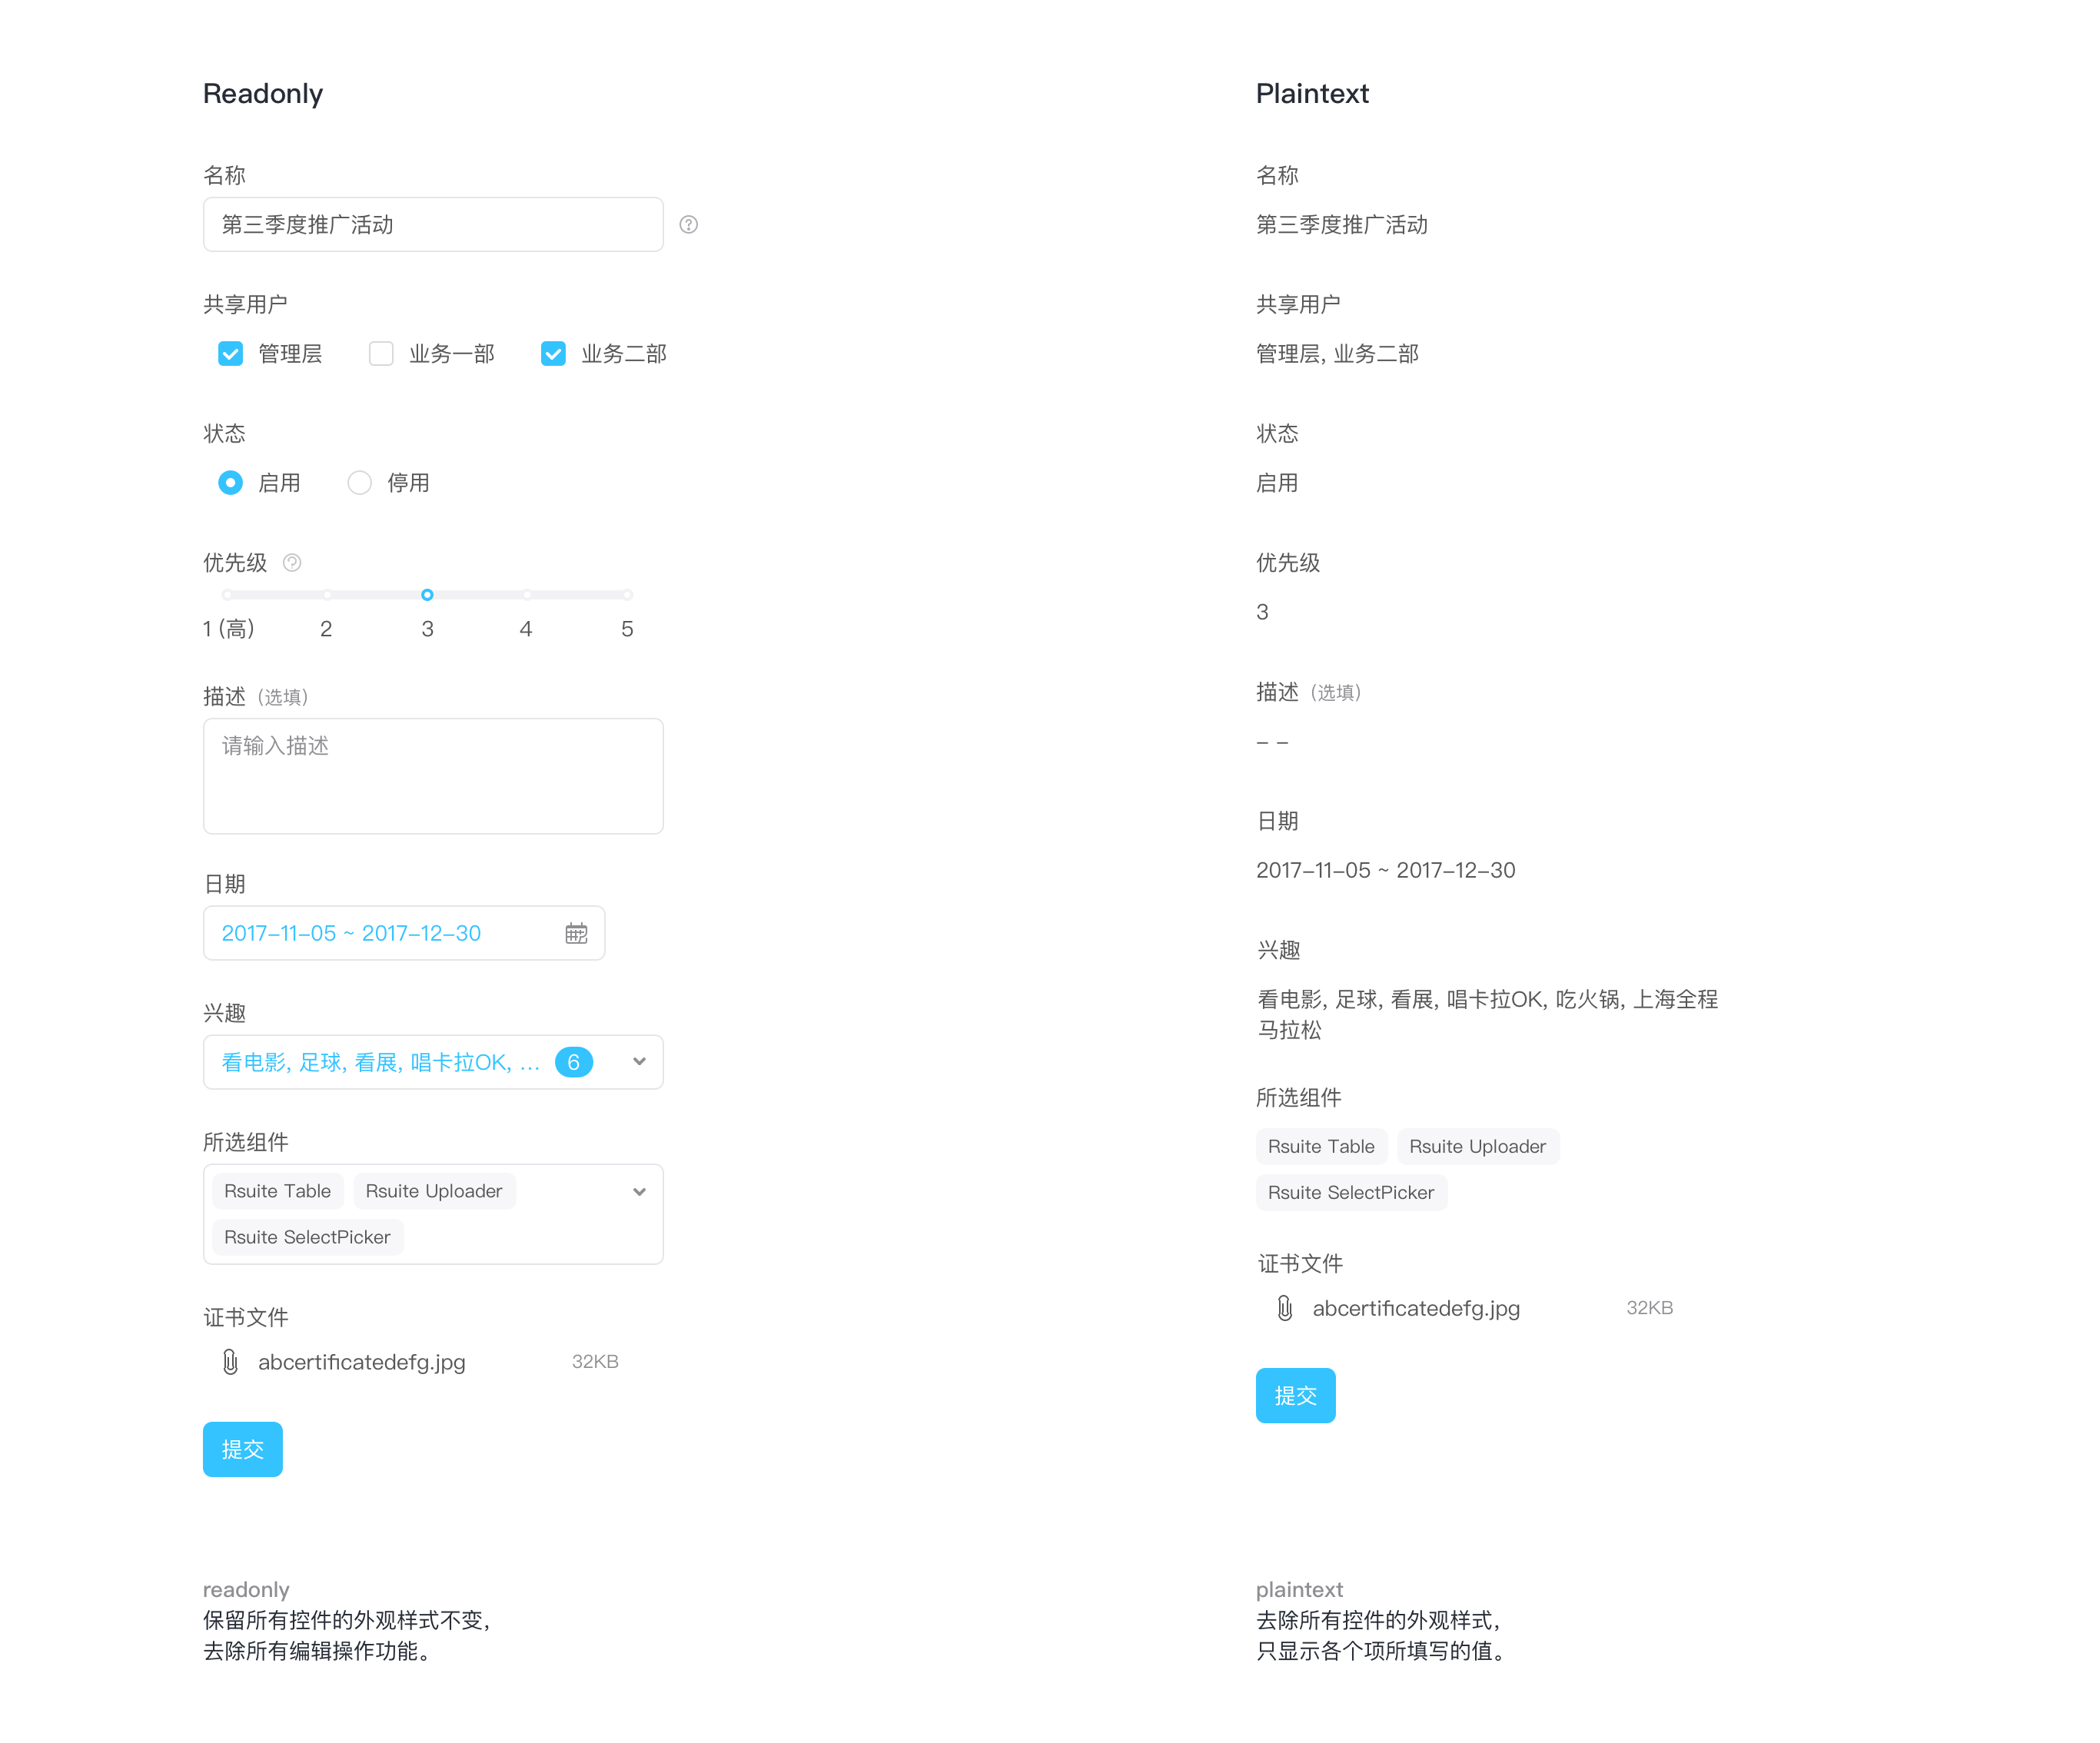 Readonly
名称
第三季度推广活动
共享用户
管理层 业务一部 业务二部
状态
启用 停用
优先级
1 (高) 2 3 4 5
描述 (选填)
请输入描述
日期
2017-11-05 ~ 2017-12-30
兴趣
看电影, 足球, 看展, 唱卡拉OK, ... 6
所选组件
Rsuite Table Rsuite Uploader
Rsuite SelectPicker
证书文件
abcertificatedefg.jpg 32KB
提交
readonly
保留所有控件的外观样式不变,
去除所有编辑操作功能。
Plaintext
名称
第三季度推广活动
共享用户
管理层, 业务二部
状态
启用
优先级
3
描述 (选填)
- -
日期
2017-11-05 ~ 2017-12-30
兴趣
看电影, 足球, 看展, 唱卡拉OK, 吃火锅, 上海全程
马拉松
所选组件
Rsuite Table Rsuite Uploader
Rsuite SelectPicker
证书文件
abcertificatedefg.jpg 32KB
提交
plaintext
去除所有控件的外观样式,
只显示各个项所填写的值。